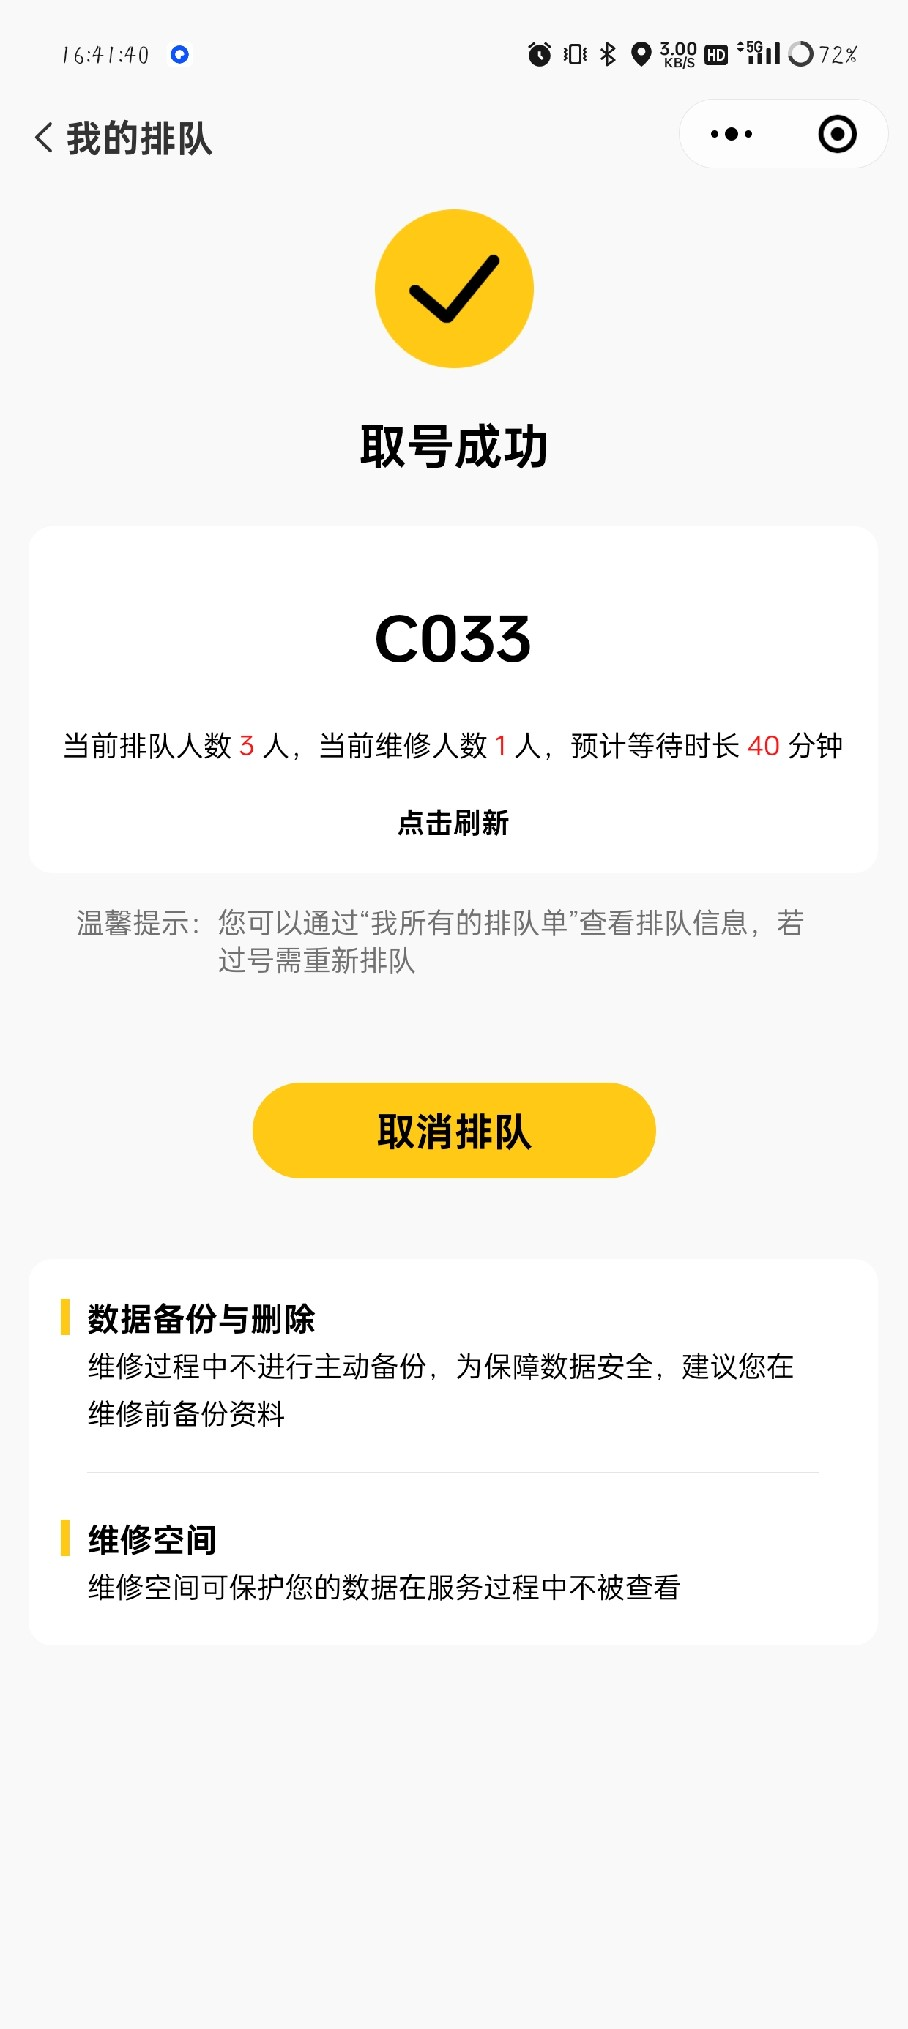 16:41:40 3.00 KB/S HD 5G 72%
我的排队
取号成功
C033
当前排队人数 3 人，当前维修人数 1 人，预计等待时长 40 分钟
点击刷新
温馨提示：您可以通过“我所有的排队单”查看排队信息，若
过号需重新排队
取消排队
数据备份与删除
维修过程中不进行主动备份，为保障数据安全，建议您在
维修前备份资料
维修空间
维修空间可保护您的数据在服务过程中不被查看